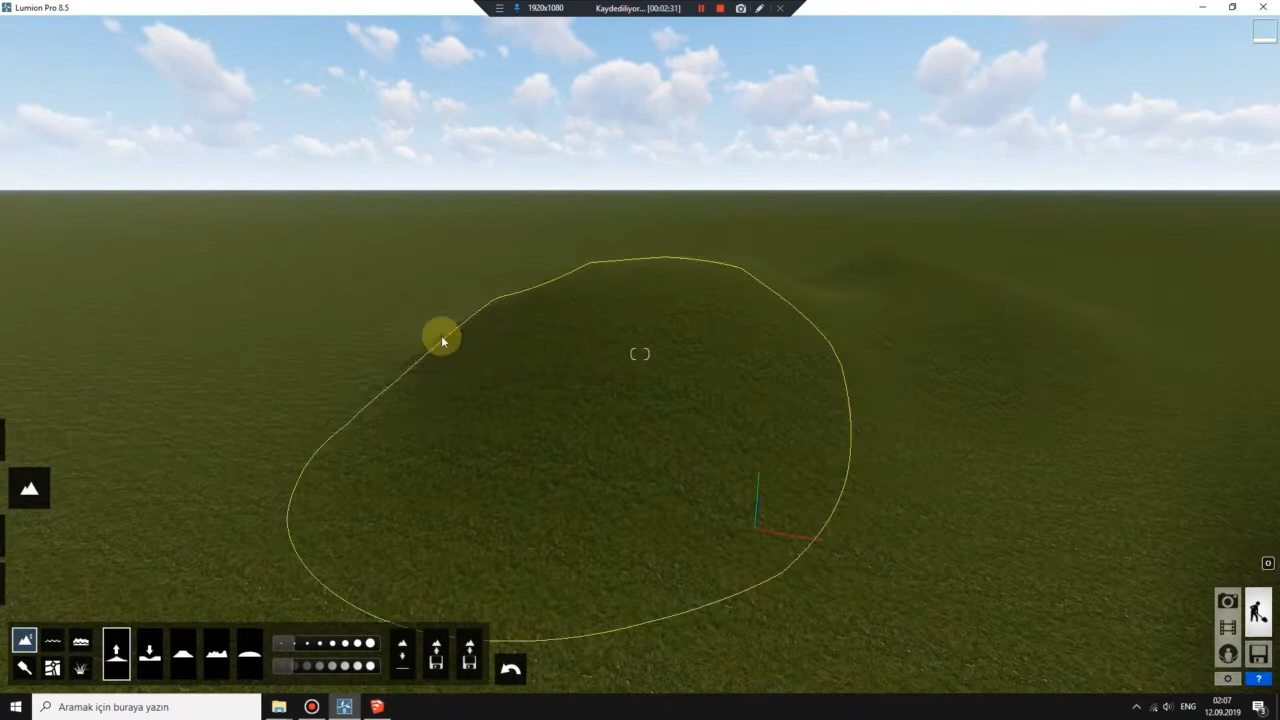 Lumion Pro 8.5
1920x1080
Kaydediliyor... [00:02:31]
Aramak için buraya yazın
ENG
02:07
12.09.2019
?